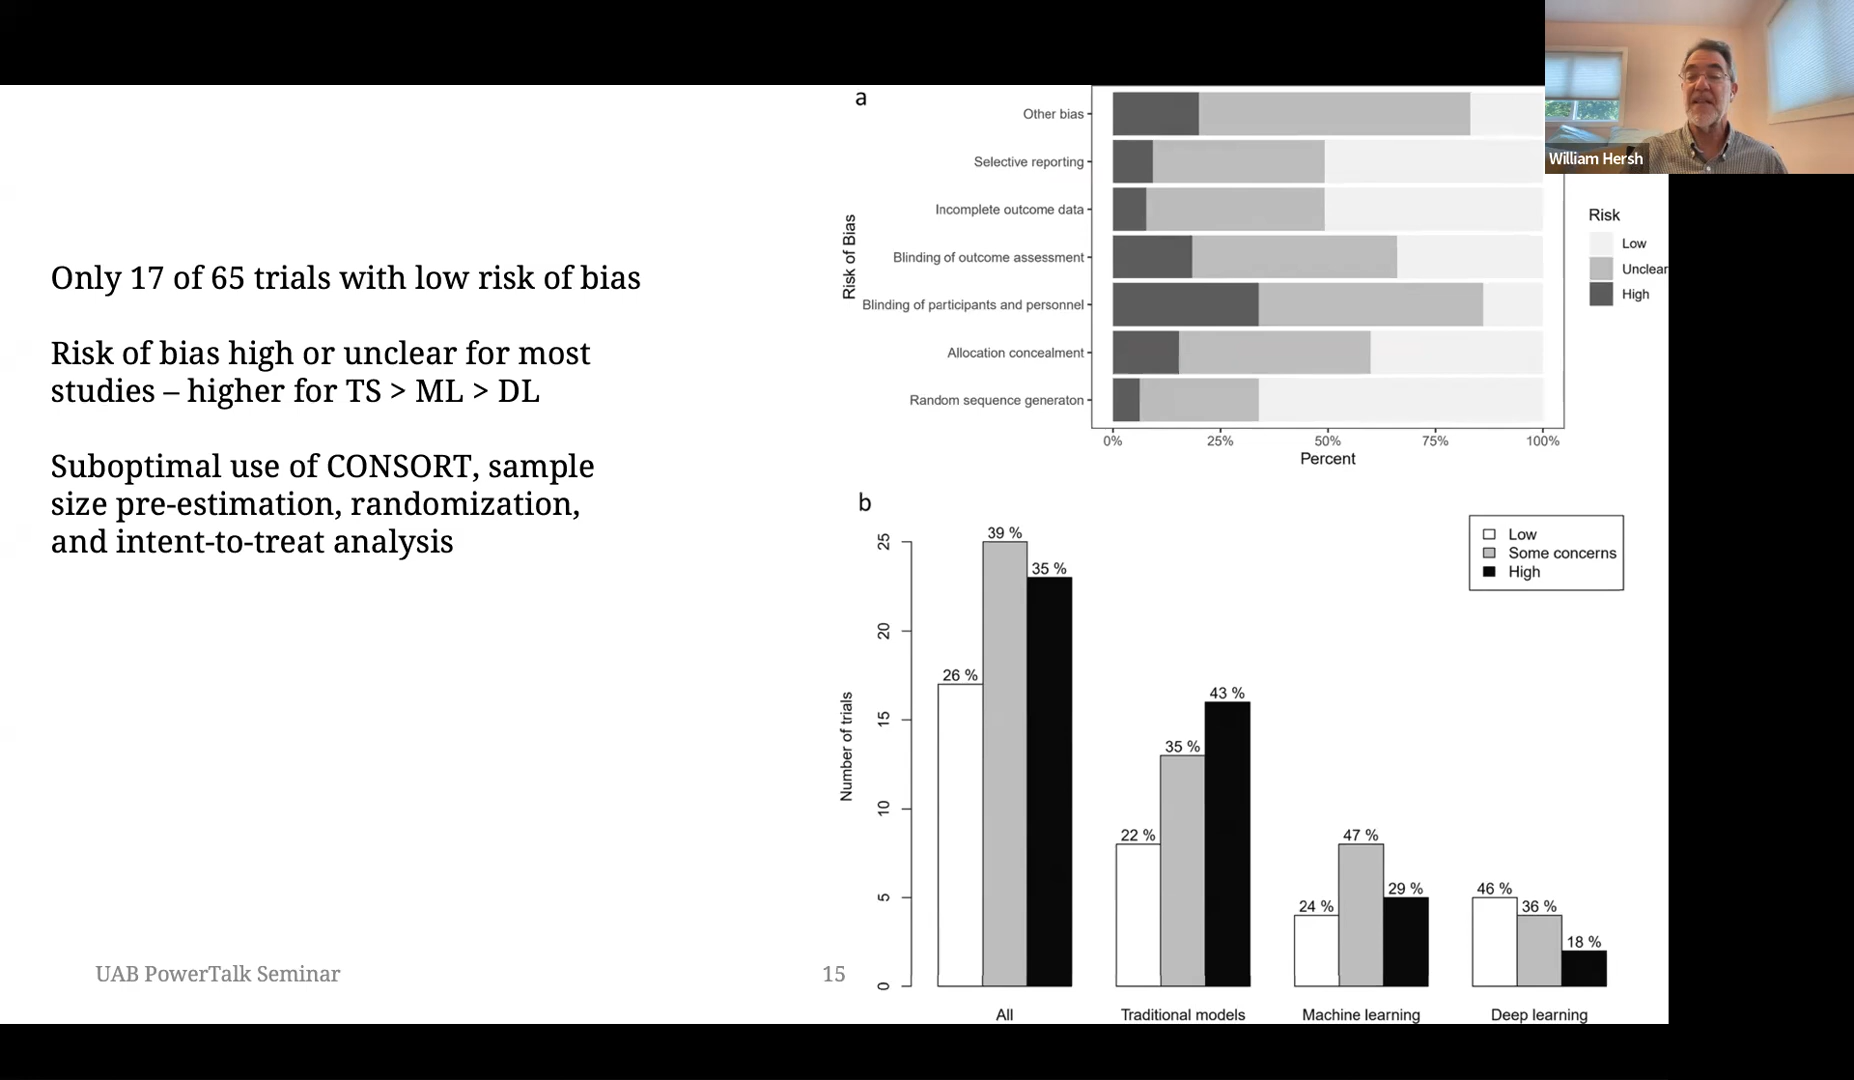 William Hersh
Only 17 of 65 trials with low risk of bias
Risk of bias high or unclear for most
studies – higher for TS > ML > DL
Suboptimal use of CONSORT, sample
size pre-estimation, randomization,
and intent-to-treat analysis
UAB PowerTalk Seminar
15
a
Risk of Bias
Other bias
Selective reporting
Incomplete outcome data
Blinding of outcome assessment
Blinding of participants and personnel
Allocation concealment
Random sequence generaton
0% 25% 50% 75% 100%
Percent
Risk
Low
Unclear
High
b
Number of trials
25
20
15
10
5
0
39 %
35 %
26 %
43 %
35 %
22 %
47 %
29 %
24 %
46 %
36 %
18 %
Low
Some concerns
High
All Traditional models Machine learning Deep learning